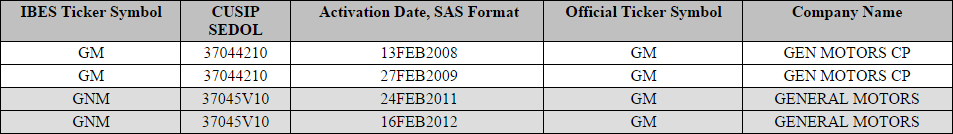 IBES Ticker Symbol CUSIP SEDOL Activation Date, SAS Format Official Ticker Symbol Company Name
GM 37044210 13FEB2008 GM GEN MOTORS CP
GM 37044210 27FEB2009 GM GEN MOTORS CP
GNM 37045V10 24FEB2011 GM GENERAL MOTORS
GNM 37045V10 16FEB2012 GM GENERAL MOTORS